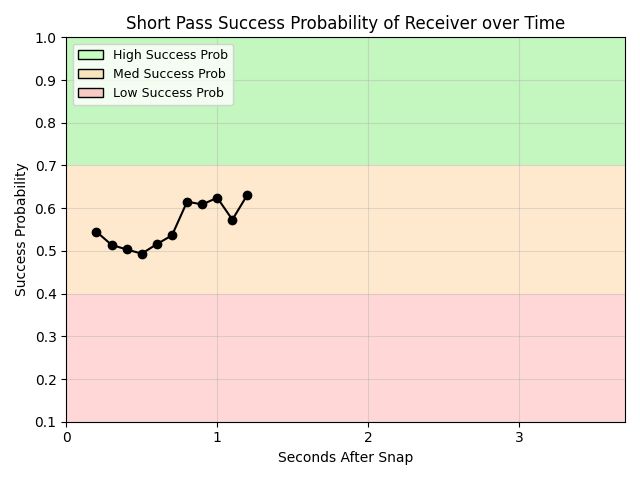 Short Pass Success Probability of Receiver over Time
1.0
High Success Prob
Med Success Prob
Low Success Prob
0.9
0.8
0.7
0.6
0.5
0.4
0.3
0.2
0.1
Success Probability
0 1 2 3
Seconds After Snap